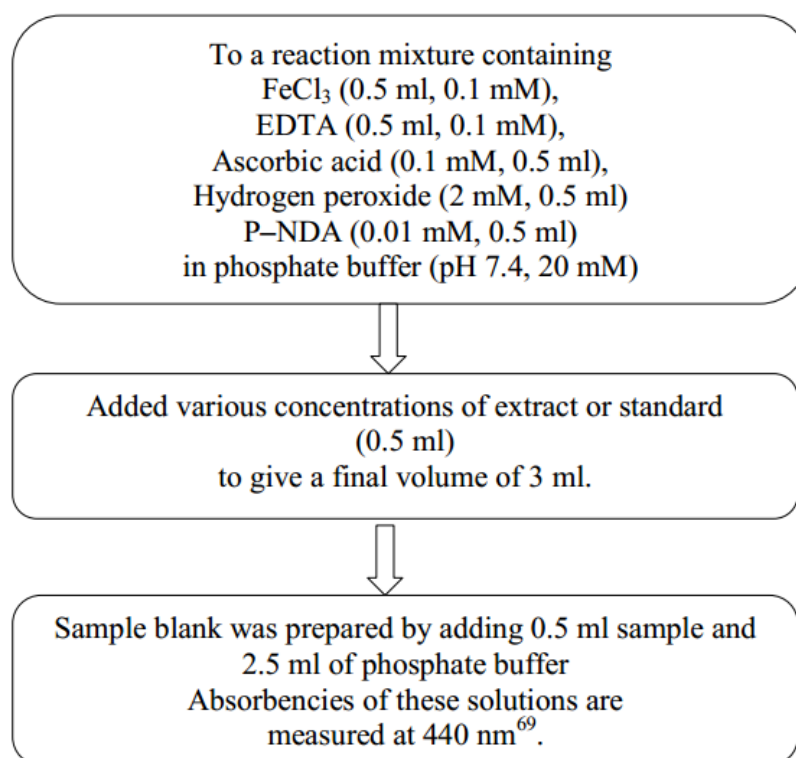 To a reaction mixture containing
FeCl₃ (0.5 ml, 0.1 mM),
EDTA (0.5 ml, 0.1 mM),
Ascorbic acid (0.1 mM, 0.5 ml),
Hydrogen peroxide (2 mM, 0.5 ml)
P–NDA (0.01 mM, 0.5 ml)
in phosphate buffer (pH 7.4, 20 mM)
Added various concentrations of extract or standard
(0.5 ml)
to give a final volume of 3 ml.
Sample blank was prepared by adding 0.5 ml sample and
2.5 ml of phosphate buffer
Absorbencies of these solutions are
measured at 440 nm⁶⁹.